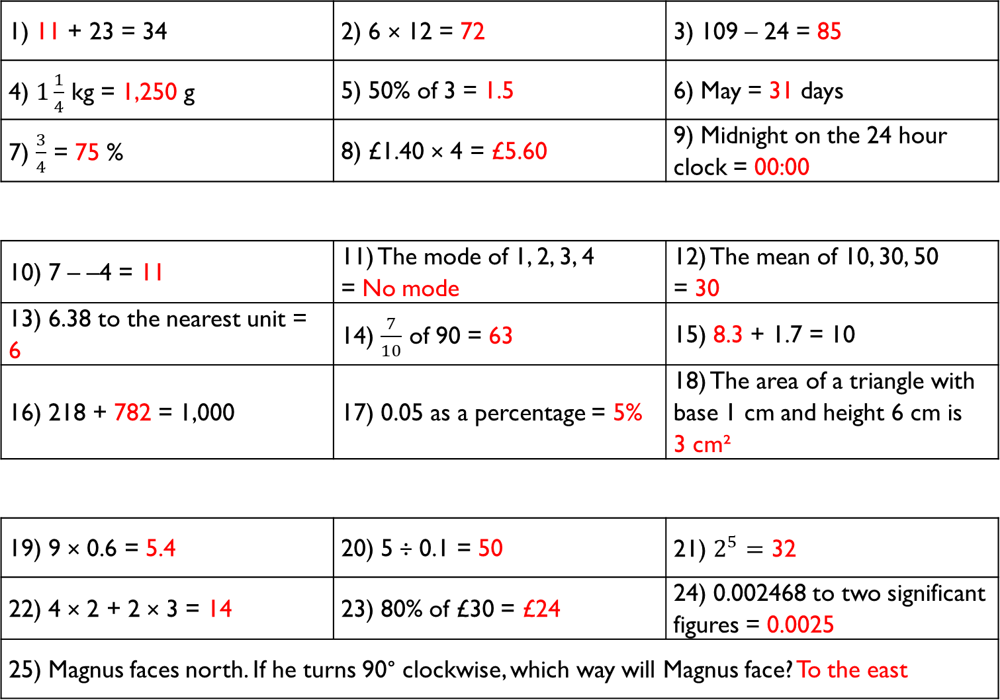 1) 11 + 23 = 34
2) 6 × 12 = 72
3) 109 – 24 = 85
4) 1 1/4 kg = 1,250 g
5) 50% of 3 = 1.5
6) May = 31 days
7) 3/4 = 75 %
8) £1.40 × 4 = £5.60
9) Midnight on the 24 hour
clock = 00:00
10) 7 – –4 = 11
11) The mode of 1, 2, 3, 4
= No mode
12) The mean of 10, 30, 50
= 30
13) 6.38 to the nearest unit =
6
14) 7/10 of 90 = 63
15) 8.3 + 1.7 = 10
16) 218 + 782 = 1,000
17) 0.05 as a percentage = 5%
18) The area of a triangle with
base 1 cm and height 6 cm is
3 cm²
19) 9 × 0.6 = 5.4
20) 5 ÷ 0.1 = 50
21) 2⁵ = 32
22) 4 × 2 + 2 × 3 = 14
23) 80% of £30 = £24
24) 0.002468 to two significant
figures = 0.0025
25) Magnus faces north. If he turns 90° clockwise, which way will Magnus face? To the east